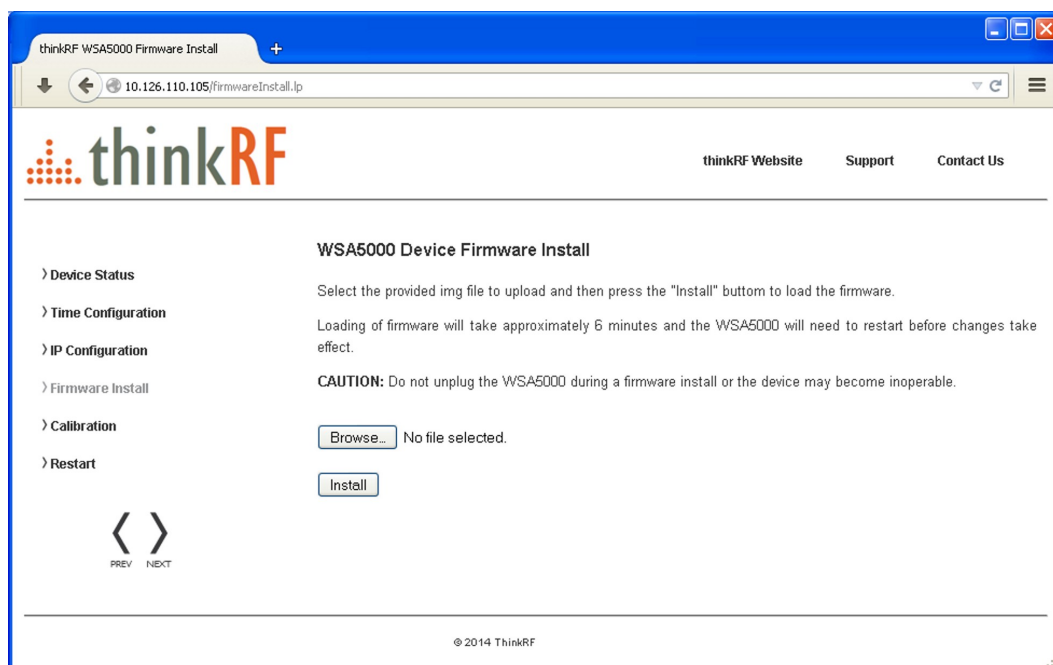 thinkRF WSA5000 Firmware Install
10.126.110.105/firmwareInstall.lp
thinkRF
thinkRF Website Support Contact Us
WSA5000 Device Firmware Install
Select the provided img file to upload and then press the "Install" buttom to load the firmware.
Loading of firmware will take approximately 6 minutes and the WSA5000 will need to restart before changes take
effect.
CAUTION: Do not unplug the WSA5000 during a firmware install or the device may become inoperable.
Browse... No file selected.
Install
Device Status
Time Configuration
IP Configuration
Firmware Install
Calibration
Restart
PREV NEXT
© 2014 ThinkRF